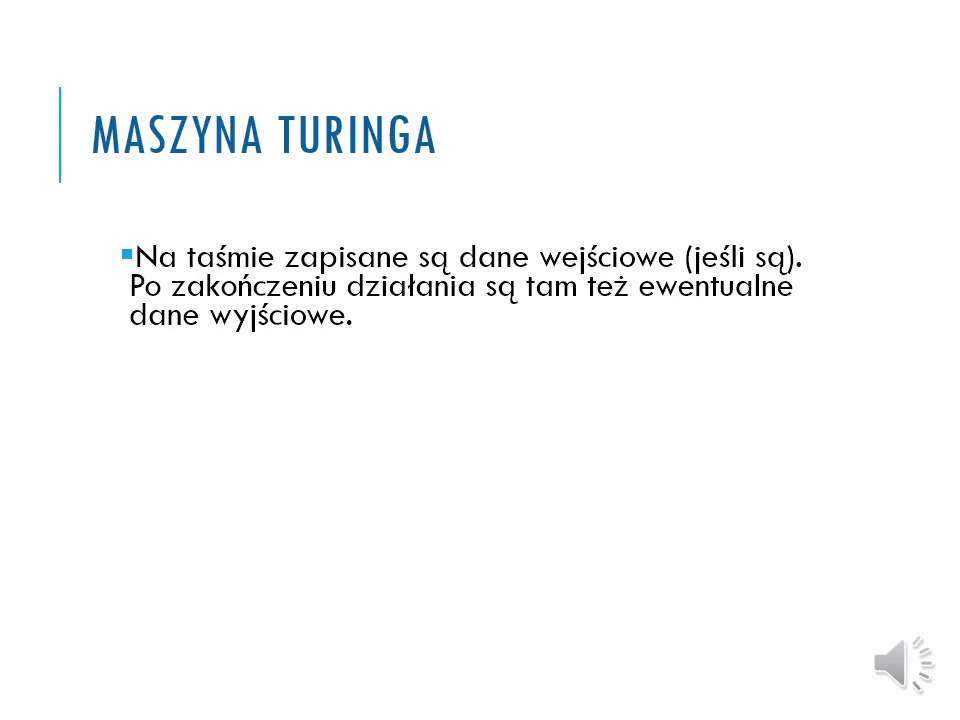 MASZYNA TURINGA
▪Na taśmie zapisane są dane wejściowe (jeśli są).
Po zakończeniu działania są tam też ewentualne
dane wyjściowe.